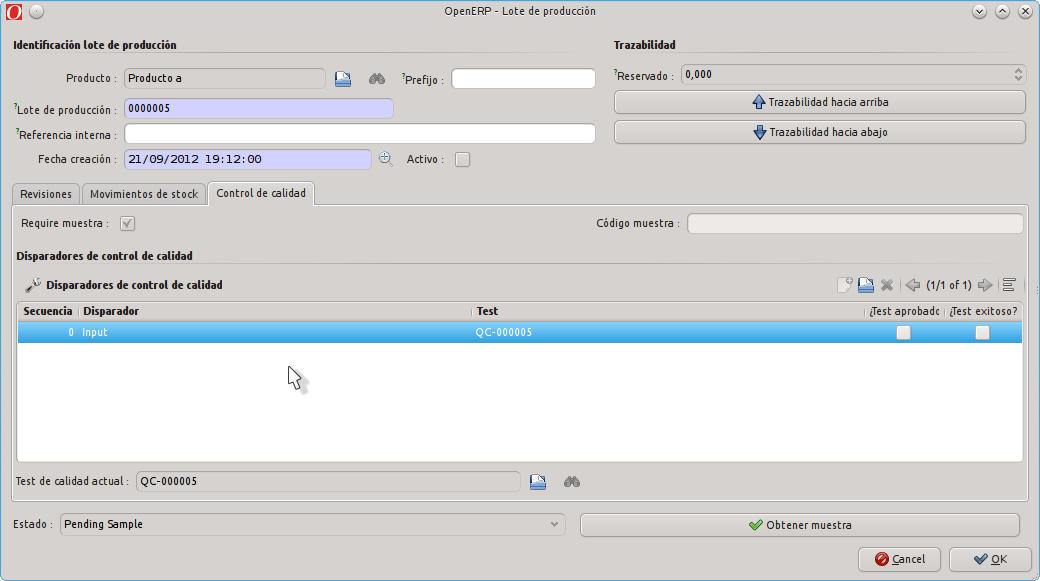 OpenERP - Lote de producción
Identificación lote de producción
Trazabilidad
Producto : Producto a ?Prefijo :
?Reservado : 0,000
?Lote de producción : 0000005
Trazabilidad hacia arriba
?Referencia interna :
Trazabilidad hacia abajo
Fecha creación : 21/09/2012 19:12:00 Activo :
Revisiones Movimientos de stock Control de calidad
Require muestra : Código muestra :
Disparadores de control de calidad
Disparadores de control de calidad (1/1 of 1)
Secuencia Disparador Test ¿Test aprobado ¿Test exitoso?
0 Input QC-000005
Test de calidad actual : QC-000005
Estado : Pending Sample Obtener muestra
Cancel OK